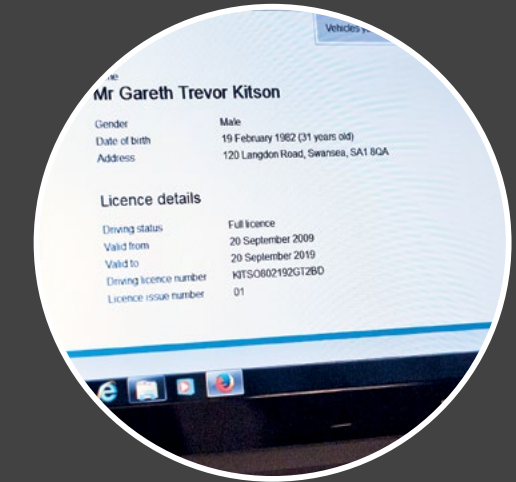 Vehicles
Mr Gareth Trevor Kitson
Gender Male
Date of birth 19 February 1982 (31 years old)
Address 120 Langdon Road, Swansea, SA1 8QA
Licence details
Driving status Full licence
Valid from 20 September 2009
Valid to 20 September 2019
Driving licence number KITSO802192GT2BD
Licence issue number 01